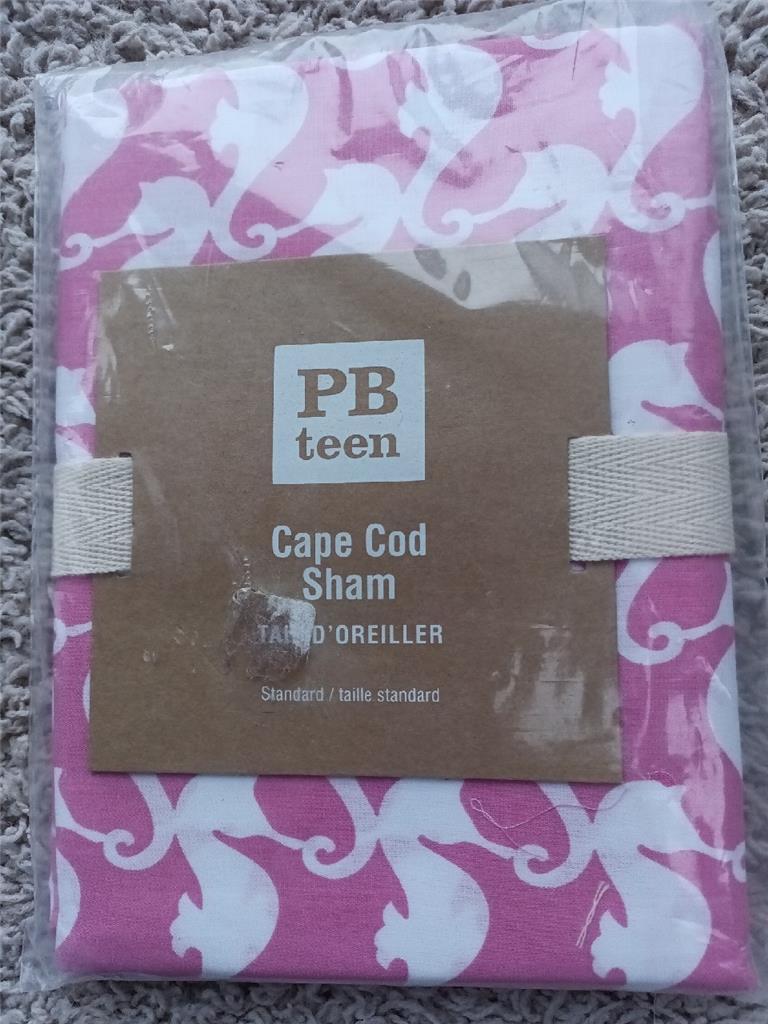 PB
teen
Cape Cod
Sham
D'OREILLER
Standard / taille standard